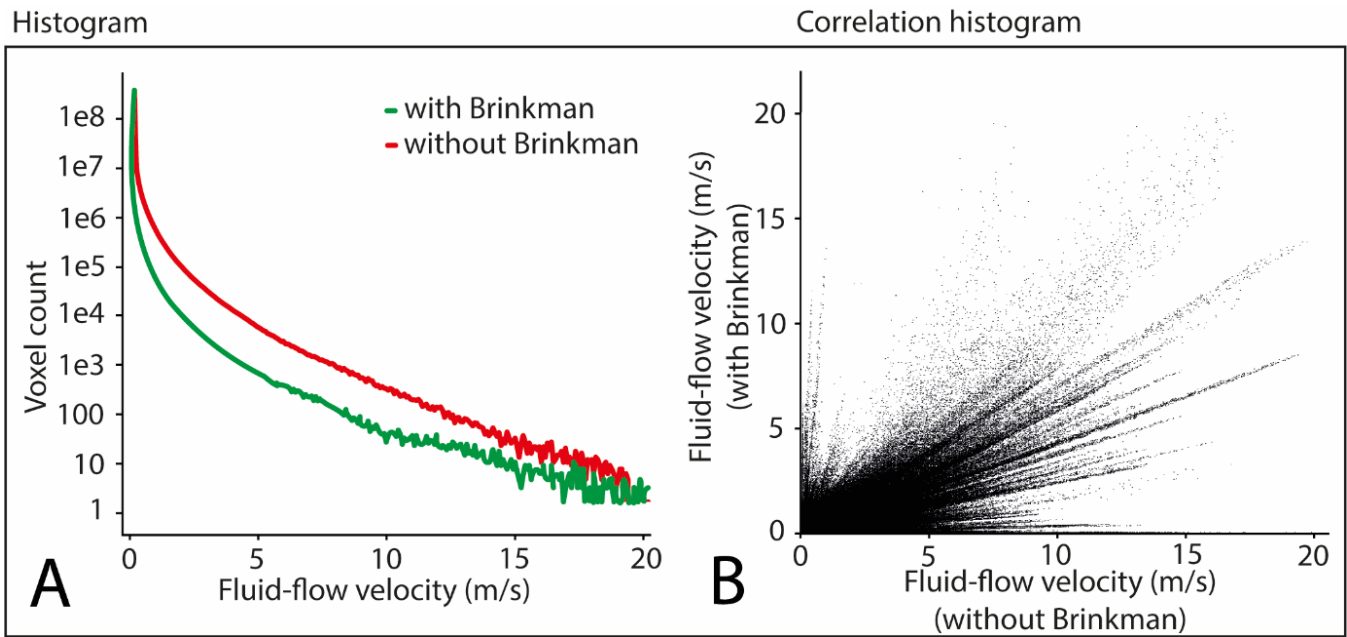 Histogram
Correlation histogram
with Brinkman
without Brinkman
Voxel count
1e8
1e7
1e6
1e5
1e4
1e3
100
10
1
0
5
10
15
20
Fluid-flow velocity (m/s)
A
Fluid-flow velocity (m/s)
(with Brinkman)
20
15
10
5
0
0
5
10
15
20
Fluid-flow velocity (m/s)
(without Brinkman)
B